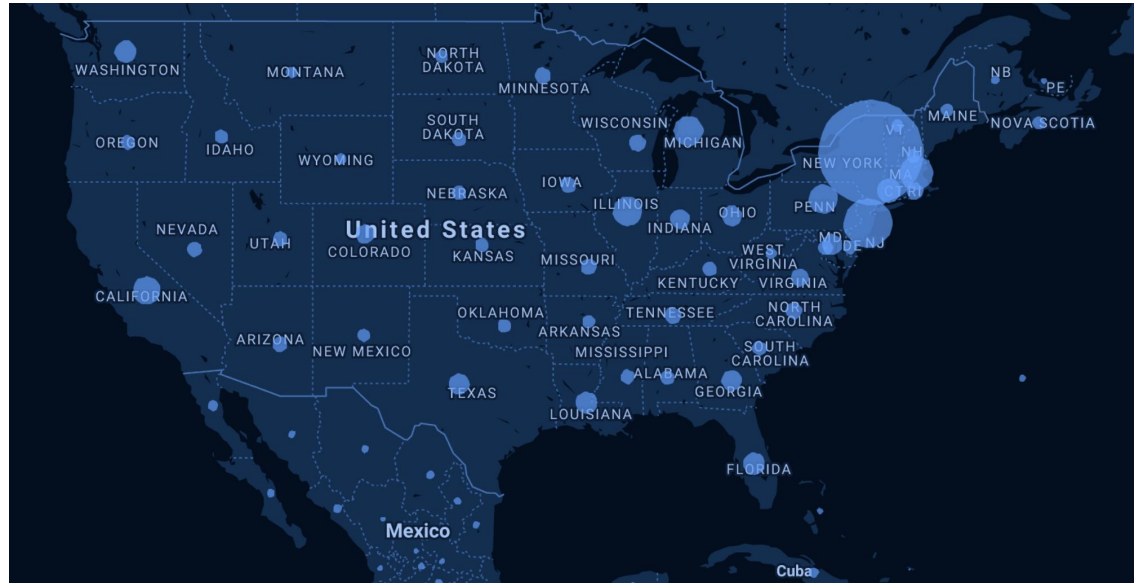 NORTH
DAKOTA
WASHINGTON
MONTANA
NB
MINNESOTA
PE
SOUTH
DAKOTA
WISCONSIN
MAINE
NOVA SCOTIA
VT
OREGON
IDAHO
MICHIGAN
WYOMING
NEW YORK
NH
MA
IOWA
NEBRASKA
CT
RI
ILLINOIS
PENN
OHIO
NEVADA
United States
INDIANA
UTAH
COLORADO
KANSAS
MD
DE
NJ
MISSOURI
WEST
VIRGINIA
KENTUCKY
VIRGINIA
CALIFORNIA
OKLAHOMA
TENNESSEE
NORTH
CAROLINA
ARKANSAS
ARIZONA
NEW MEXICO
MISSISSIPPI
SOUTH
CAROLINA
ALABAMA
TEXAS
GEORGIA
LOUISIANA
FLORIDA
Mexico
Cuba